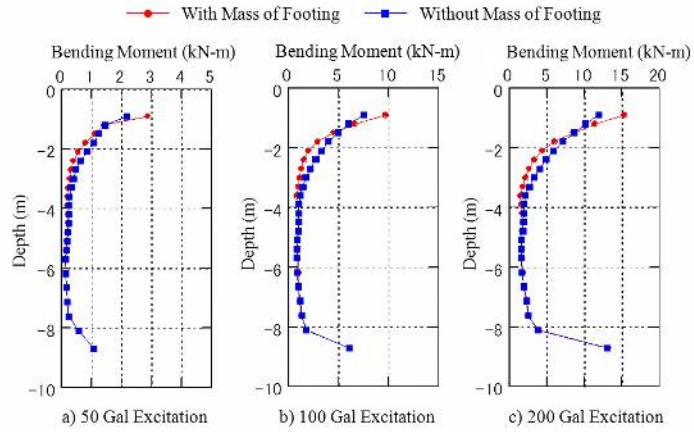 With Mass of Footing Without Mass of Footing
Bending Moment (kN-m) Bending Moment (kN-m) Bending Moment (kN-m)
0 1 2 3 4 5 0 5 10 15 0 5 10 15 20
0
−2
−4
−6
−8
−10
Depth (m)
0
−2
−4
−6
−8
−10
Depth (m)
0
−2
−4
−6
−8
−10
Depth (m)
a) 50 Gal Excitation b) 100 Gal Excitation c) 200 Gal Excitation